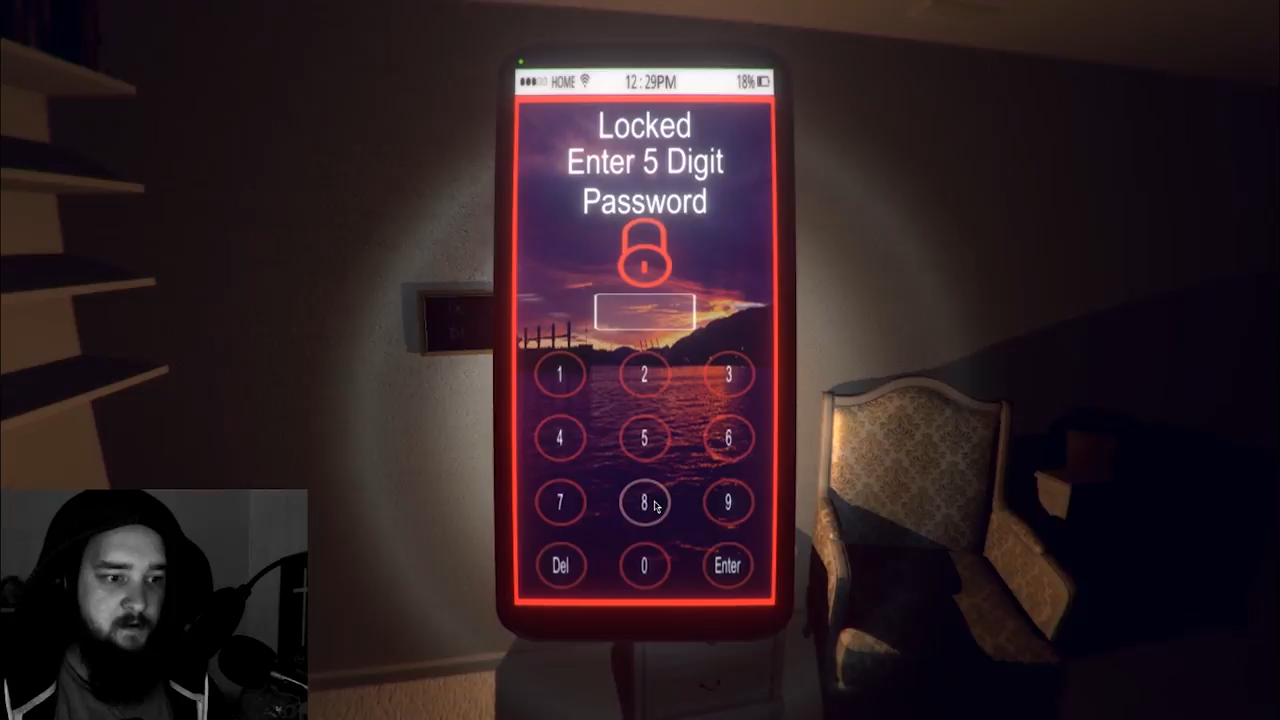 HOME 12:29PM 18%
Locked
Enter 5 Digit
Password
1 2 3
4 5 6
7 8 9
Del 0 Enter